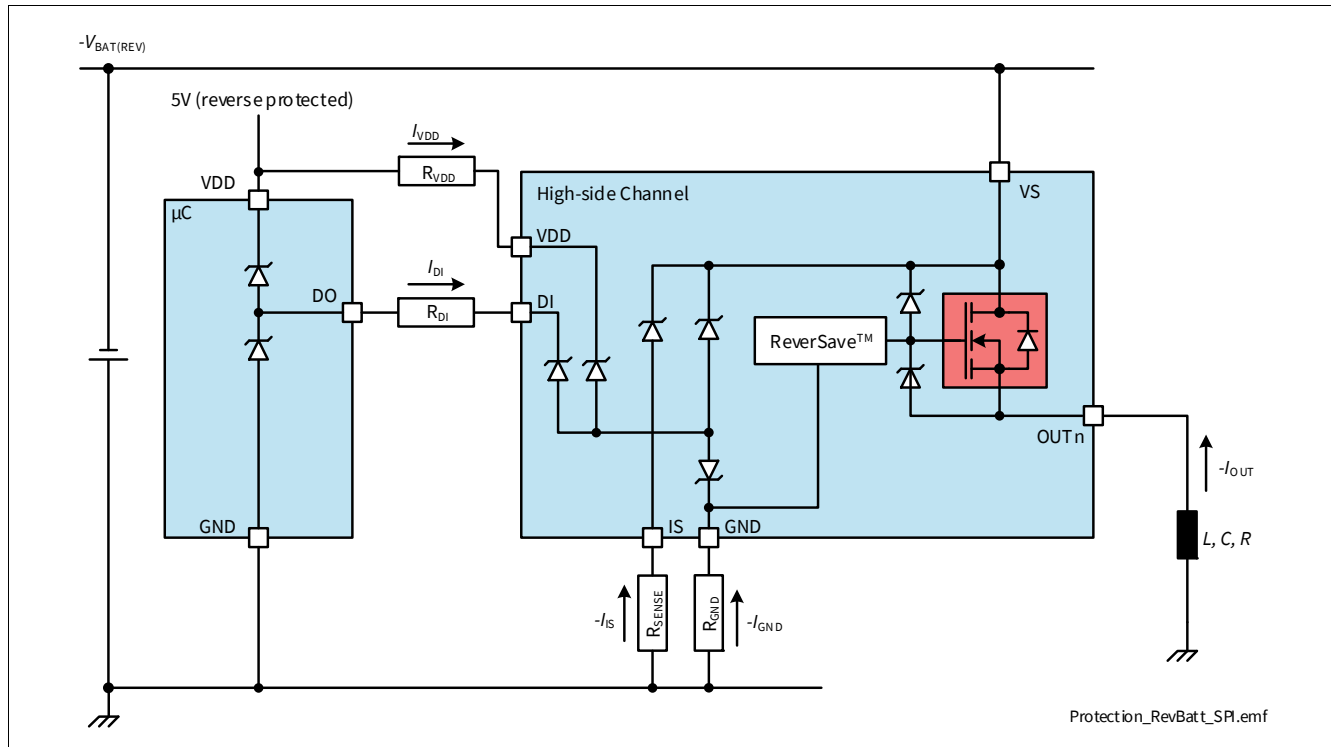 -VBAT(REV)
5V (reverse protected)
IVDD
RVDD
VDD
µC
High-side Channel
VS
VDD
IDI
DO
RDI
DI
ReverSave™
OUTn
-IOUT
GND
IS
GND
L, C, R
-IIS
RSENSE
RGND
-IGND
Protection_RevBatt_SPI.emf